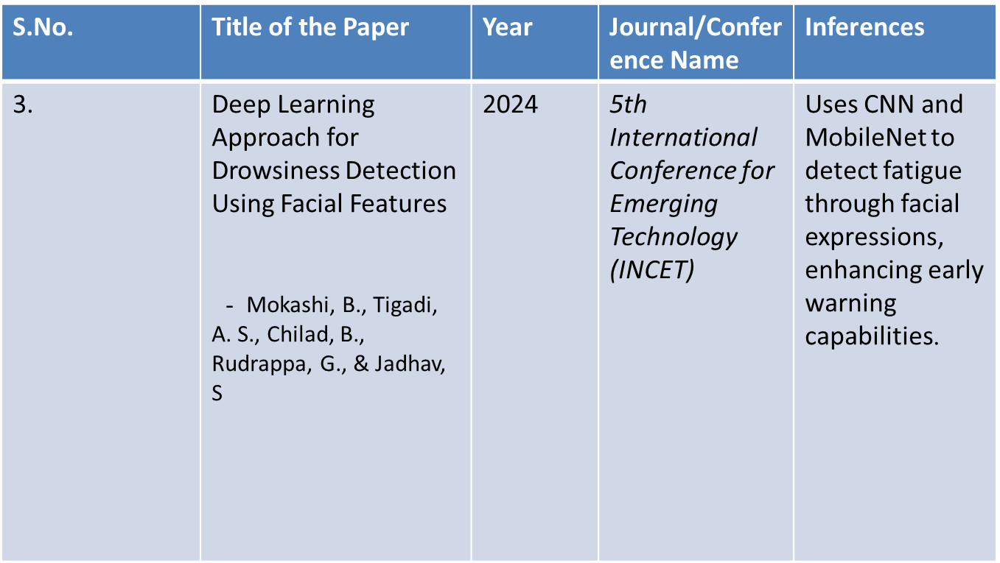 S.No.
Title of the Paper
Year
Journal/Confer
ence Name
Inferences
3.
Deep Learning
Approach for
Drowsiness Detection
Using Facial Features
- Mokashi, B., Tigadi,
A. S., Chilad, B.,
Rudrappa, G., & Jadhav,
S
2024
5th
International
Conference for
Emerging
Technology
(INCET)
Uses CNN and
MobileNet to
detect fatigue
through facial
expressions,
enhancing early
warning
capabilities.